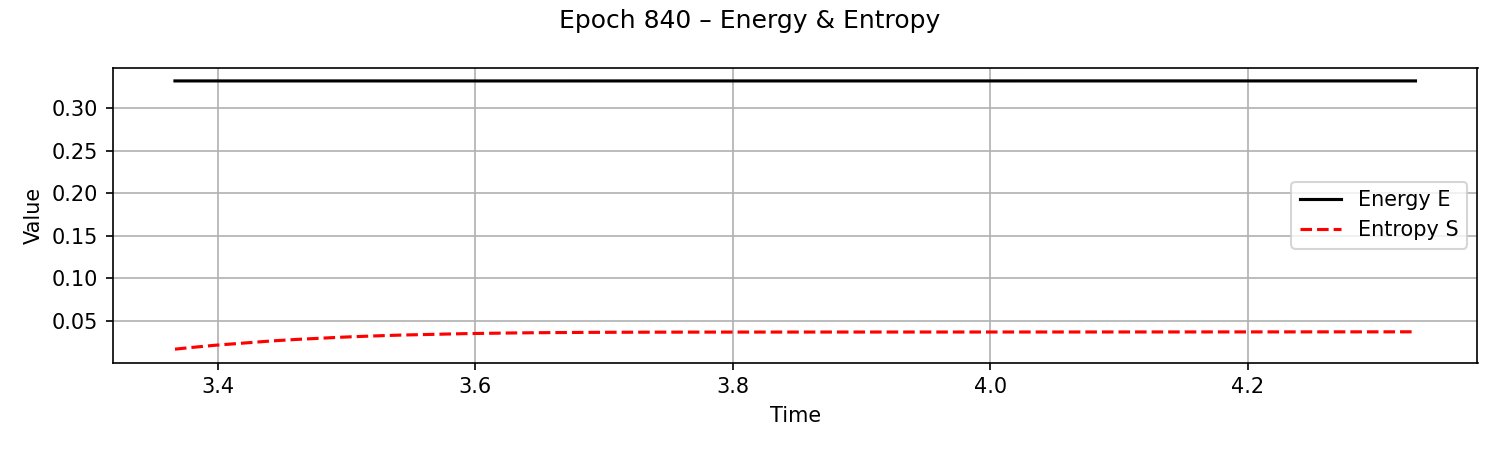 Epoch 840 – Energy & Entropy
Value
0.30
0.25
0.20
0.15
0.10
0.05
Energy E
Entropy S
3.4 3.6 3.8 4.0 4.2
Time